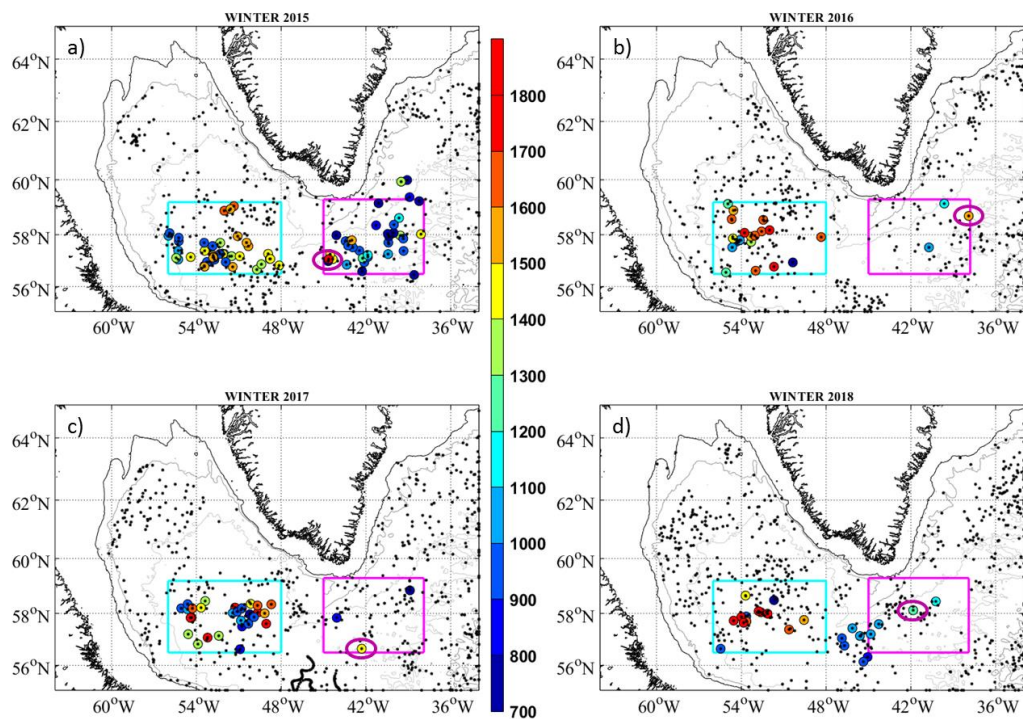 WINTER 2015
a)
64°N
62°N
60°N
58°N
56°N
60°W 54°W 48°W 42°W 36°W
1800
1700
1600
1500
1400
1300
1200
1100
1000
900
800
700
WINTER 2016
b)
64°N
62°N
60°N
58°N
56°N
60°W 54°W 48°W 42°W 36°W
WINTER 2017
c)
64°N
62°N
60°N
58°N
56°N
60°W 54°W 48°W 42°W 36°W
WINTER 2018
d)
64°N
62°N
60°N
58°N
56°N
60°W 54°W 48°W 42°W 36°W